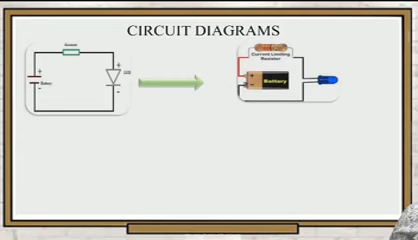 CIRCUIT DIAGRAMS
Resistor
+
Battery
-
+
LED
-
Current Limiting
Resistor
Battery